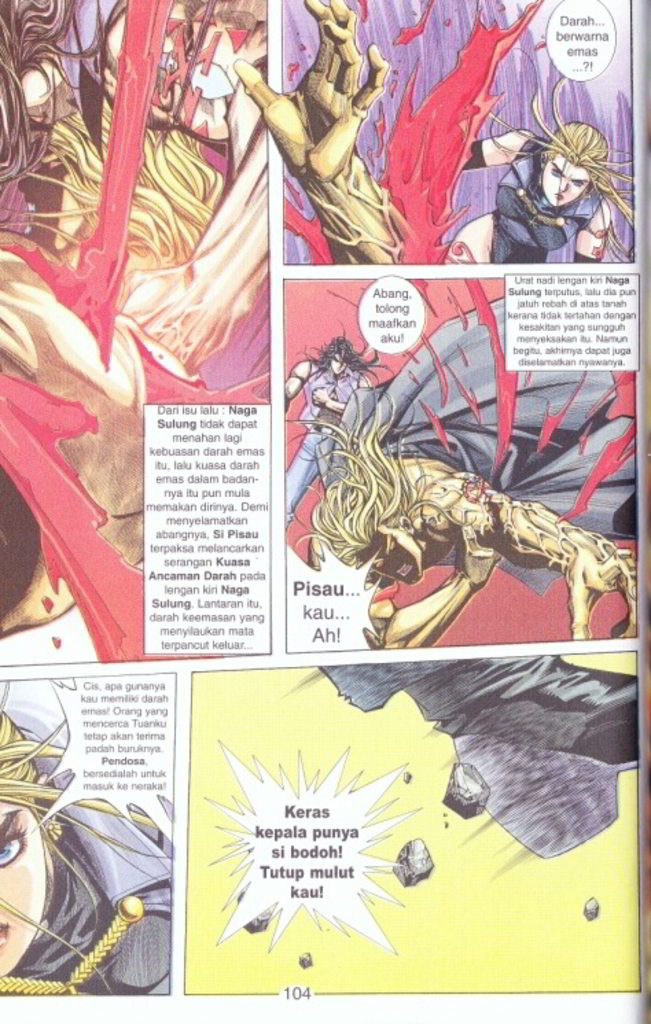 Dari isu lalu : Naga
Sulung tidak dapat
menahan lagi
kebuasan darah emas
itu, lalu kuasa darah
emas dalam badan-
nya itu pun mula
memakan dirinya. Demi
menyelamatkan
abangnya, Si Pisau
terpaksa melancarkan
serangan Kuasa
Ancaman Darah pada
lengan kiri Naga
Sulung. Lantaran itu,
darah keemasan yang
menyilaukan mata
terpancut keluar...
Darah...
berwarna
emas
...?!
Abang,
tolong
maafkan
aku!
Urat nadi lengan kiri Naga
Sulung terputus, lalu dia pun
jatuh rebah di atas tanah
kerana tidak tertahan dengan
kesakitan yang sungguh
menyeksakan itu. Namun
begitu, akhirnya dapat juga
diselamatkan nyawanya.
Pisau...
kau...
Ah!
Cis, apa gunanya
kau memiliki darah
emas! Orang yang
mencerca Tuanku
tetap akan terima
padah buruknya.
Pendosa,
bersedialah untuk
masuk ke neraka!
Keras
kepala punya
si bodoh!
Tutup mulut
kau!
104